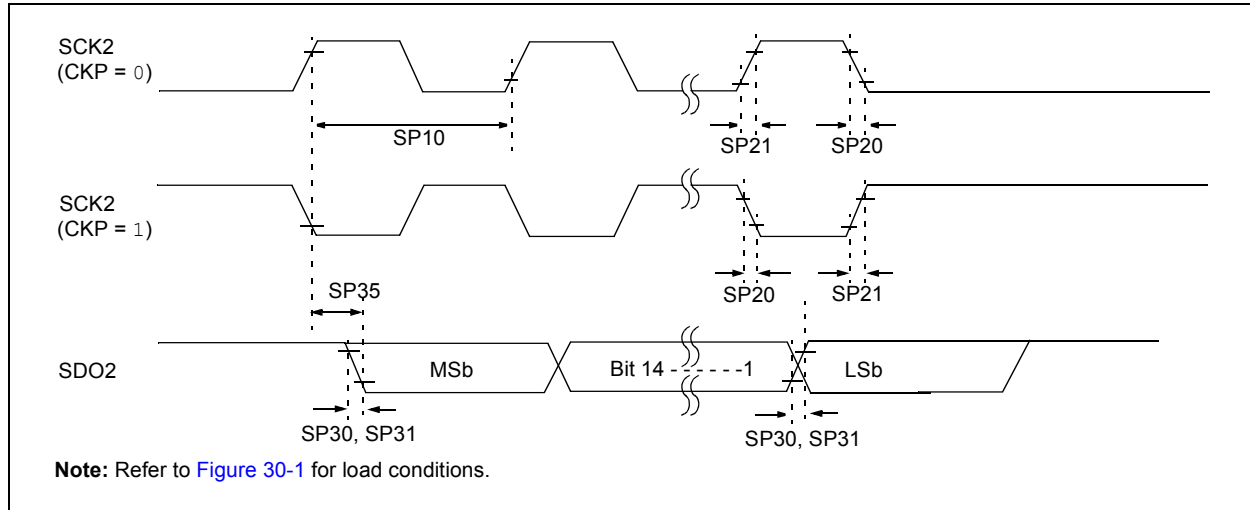 SCK2
(CKP = 0)
SP10
SP21
SP20
SCK2
(CKP = 1)
SP35
SP20
SP21
SDO2
MSb
Bit 14 - - - - - -1
LSb
SP30, SP31
SP30, SP31
Note: Refer to Figure 30-1 for load conditions.